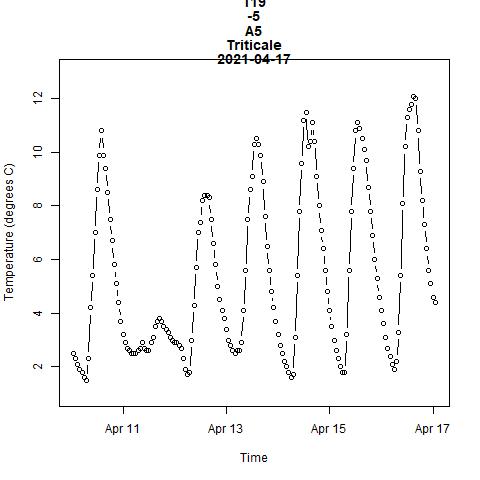 T19
-5
A5
Triticale
2021-04-17
Temperature (degrees C)
12
10
8
6
4
2
Apr 11
Apr 13
Apr 15
Apr 17
Time